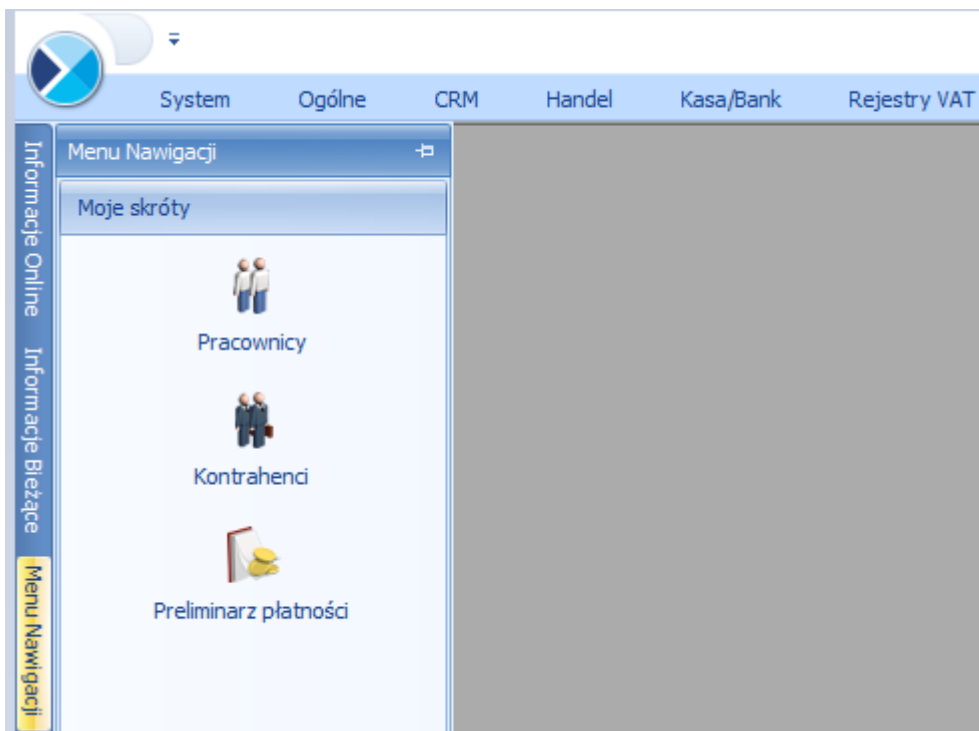 System Ogólne CRM Handel Kasa/Bank Rejestry VAT
Informacje Online
Informacje Bieżące
Menu Nawigacji
Menu Nawigacji
Moje skróty
Pracownicy
Kontrahenci
Preliminarz płatności